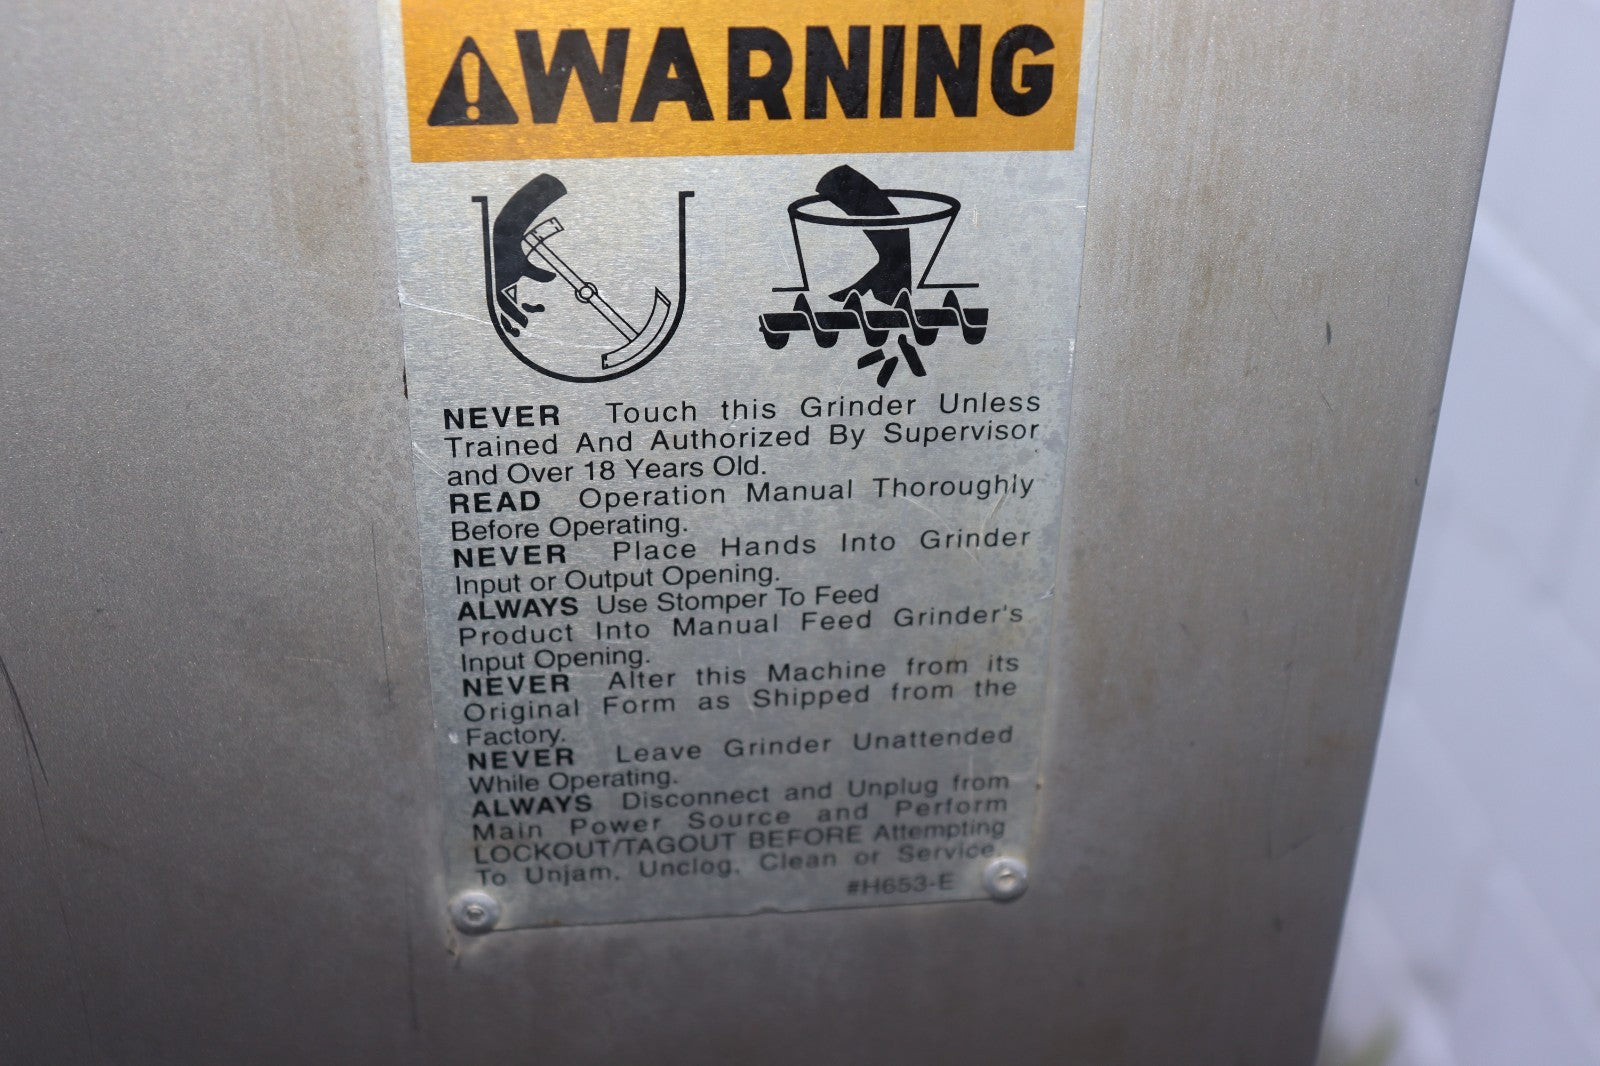 WARNING
NEVER Touch this Grinder Unless
Trained And Authorized By Supervisor
and Over 18 Years Old.
READ Operation Manual Thoroughly
Before Operating.
NEVER Place Hands Into Grinder
Input or Output Opening.
ALWAYS Use Stomper To Feed
Product Into Manual Feed Grinder's
Input Opening.
NEVER Alter this Machine from its
Original Form as Shipped from the
Factory.
NEVER Leave Grinder Unattended
While Operating.
ALWAYS Disconnect and Unplug from
Main Power Source and Perform
LOCKOUT/TAGOUT BEFORE Attempting
To Unjam, Unclog, Clean or Service.
#H653-E